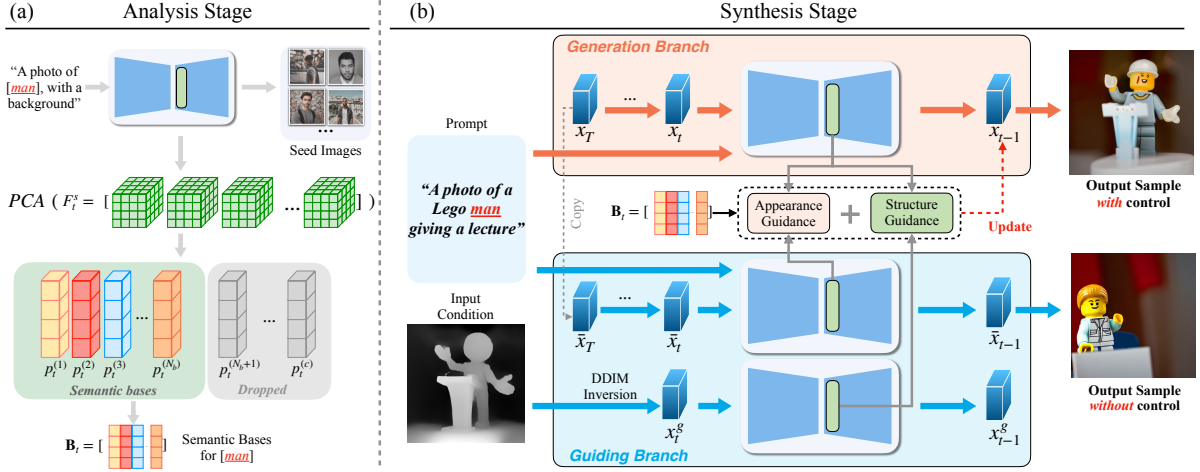 (a) Analysis Stage
“A photo of
[man], with a
background”
Seed Images
...
PCA ( F_t^s = [ ... ] )
...
...
p_t^{(1)} p_t^{(2)} p_t^{(3)} p_t^{(N_b)} p_t^{(N_b+1)} p_t^{(c)}
Semantic bases
Dropped
B_t = [ ]
Semantic Bases
for [man]
(b) Synthesis Stage
Generation Branch
...
x_T x_t x_{t−1}
Prompt
“A photo of a
Lego man
giving a lecture”
Copy
B_t = [ ]
Appearance
Guidance
+
Structure
Guidance
Update
Output Sample
with control
...
x̄_T x̄_t x̄_{t−1}
Input
Condition
DDIM
Inversion
x_t^g x_{t−1}^g
Guiding Branch
Output Sample
without control